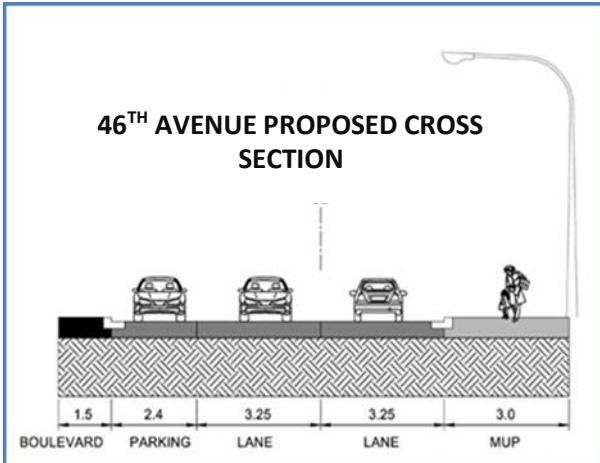 46TH AVENUE PROPOSED CROSS
SECTION
1.5 2.4 3.25 3.25 3.0
BOULEVARD PARKING LANE LANE MUP